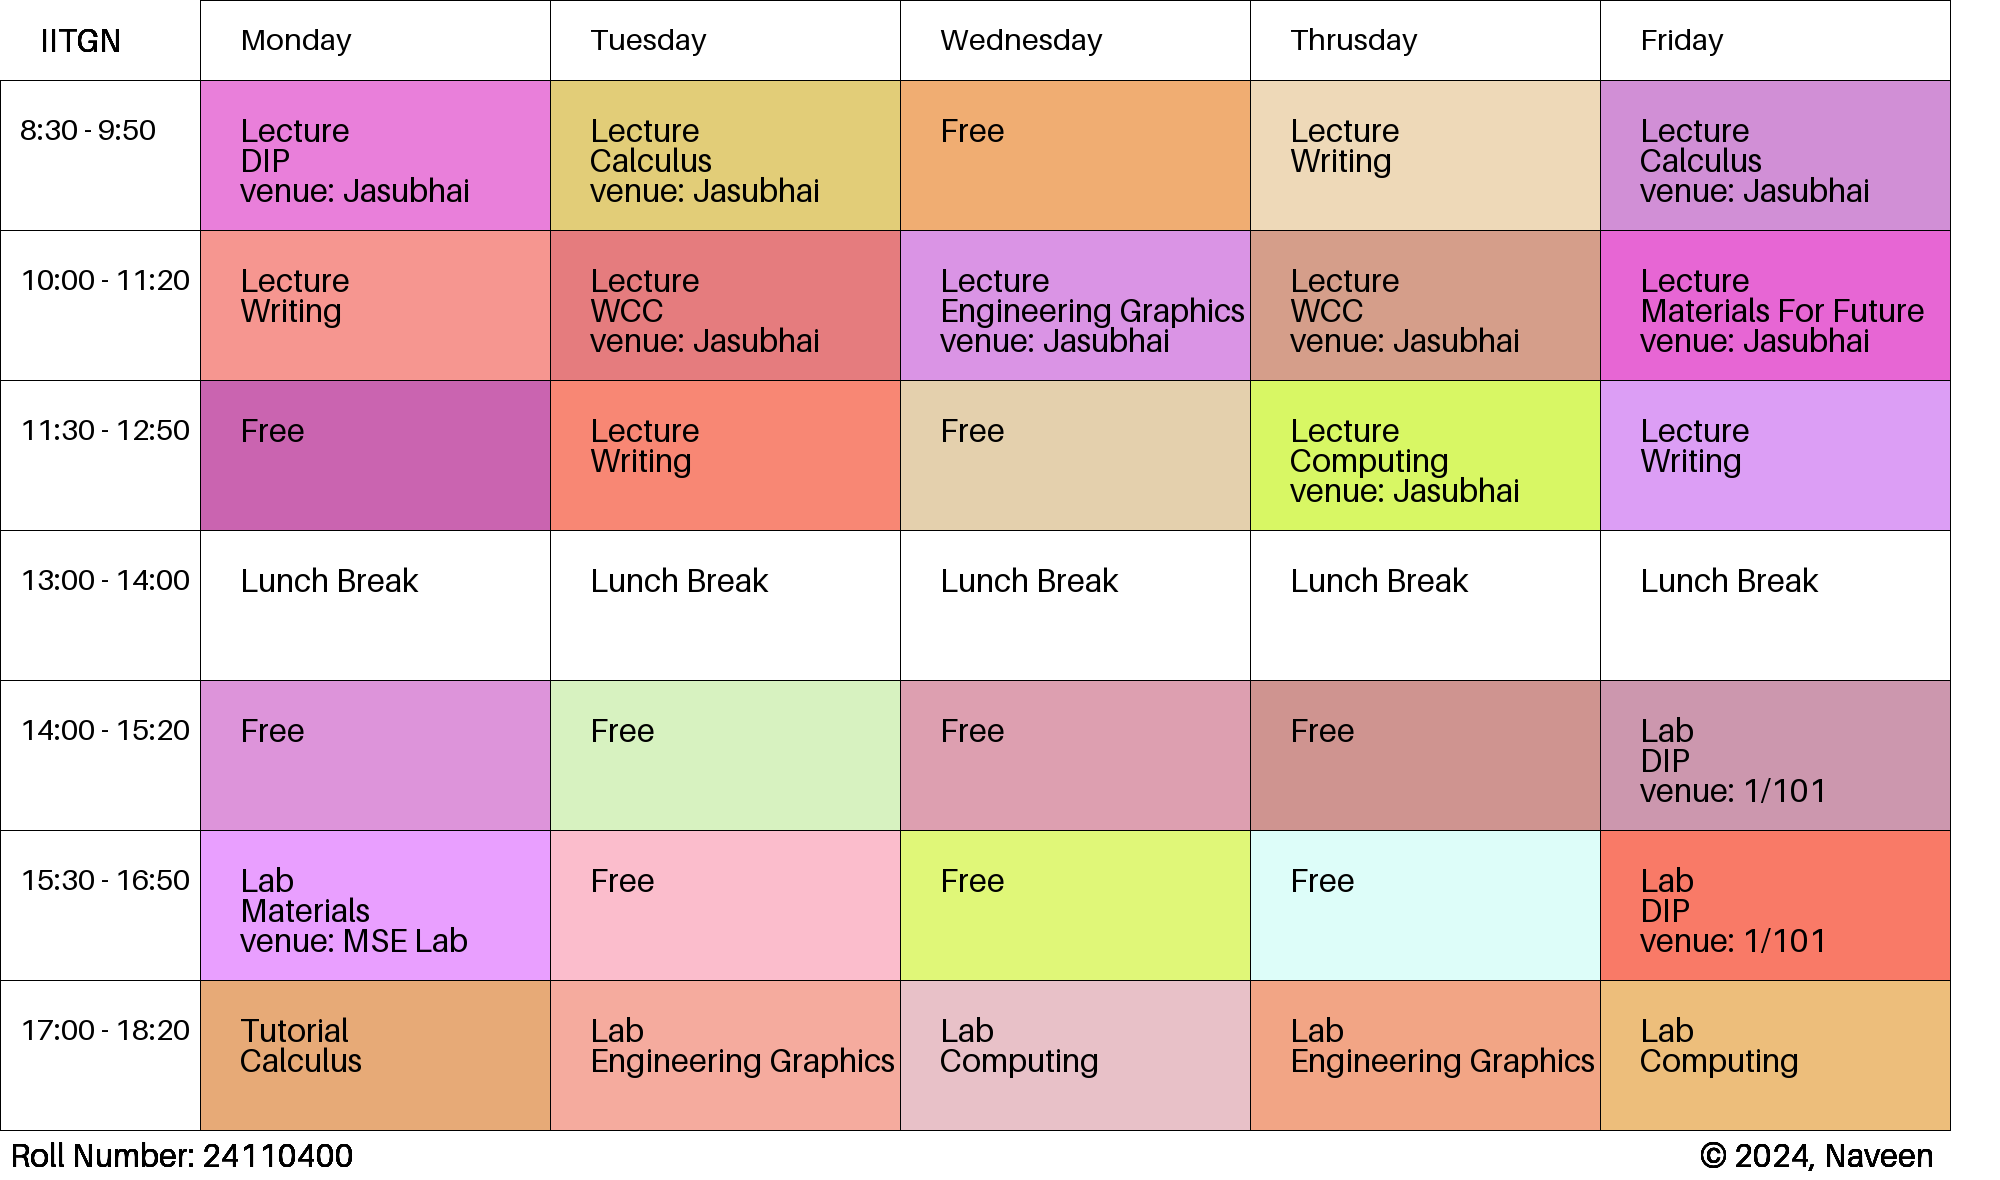 IITGN
Monday
Tuesday
Wednesday
Thrusday
Friday
8:30 - 9:50
Lecture
DIP
venue: Jasubhai
Lecture
Calculus
venue: Jasubhai
Free
Lecture
Writing
Lecture
Calculus
venue: Jasubhai
10:00 - 11:20
Lecture
Writing
Lecture
WCC
venue: Jasubhai
Lecture
Engineering Graphics
venue: Jasubhai
Lecture
WCC
venue: Jasubhai
Lecture
Materials For Future
venue: Jasubhai
11:30 - 12:50
Free
Lecture
Writing
Free
Lecture
Computing
venue: Jasubhai
Lecture
Writing
13:00 - 14:00
Lunch Break
Lunch Break
Lunch Break
Lunch Break
Lunch Break
14:00 - 15:20
Free
Free
Free
Free
Lab
DIP
venue: 1/101
15:30 - 16:50
Lab
Materials
venue: MSE Lab
Free
Free
Free
Lab
DIP
venue: 1/101
17:00 - 18:20
Tutorial
Calculus
Lab
Engineering Graphics
Lab
Computing
Lab
Engineering Graphics
Lab
Computing
Roll Number: 24110400
© 2024, Naveen